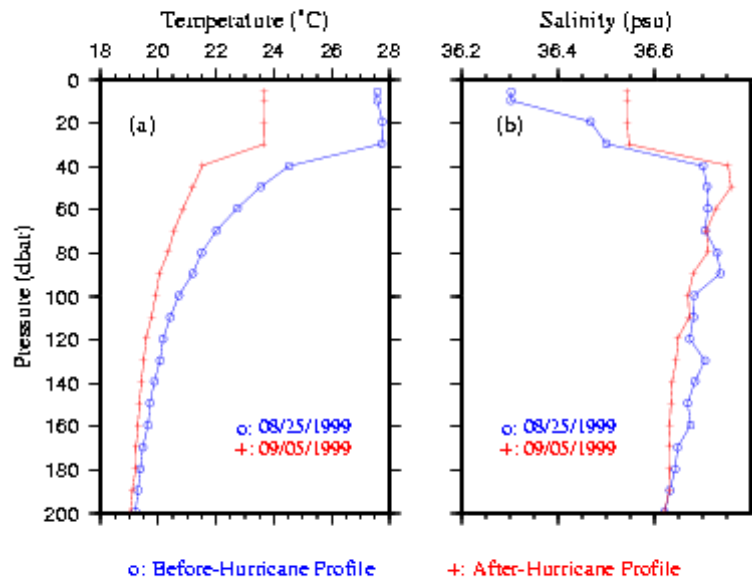 Temperature (°C)
Salinity (psu)
18 20 22 24 26 28
36.2 36.4 36.6
0
20
40
60
80
100
120
140
160
180
200
Pressure (dbar)
(a)
(b)
o: 08/25/1999
+: 09/05/1999
o: 08/25/1999
+: 09/05/1999
o: Before-Hurricane Profile
+: After-Hurricane Profile